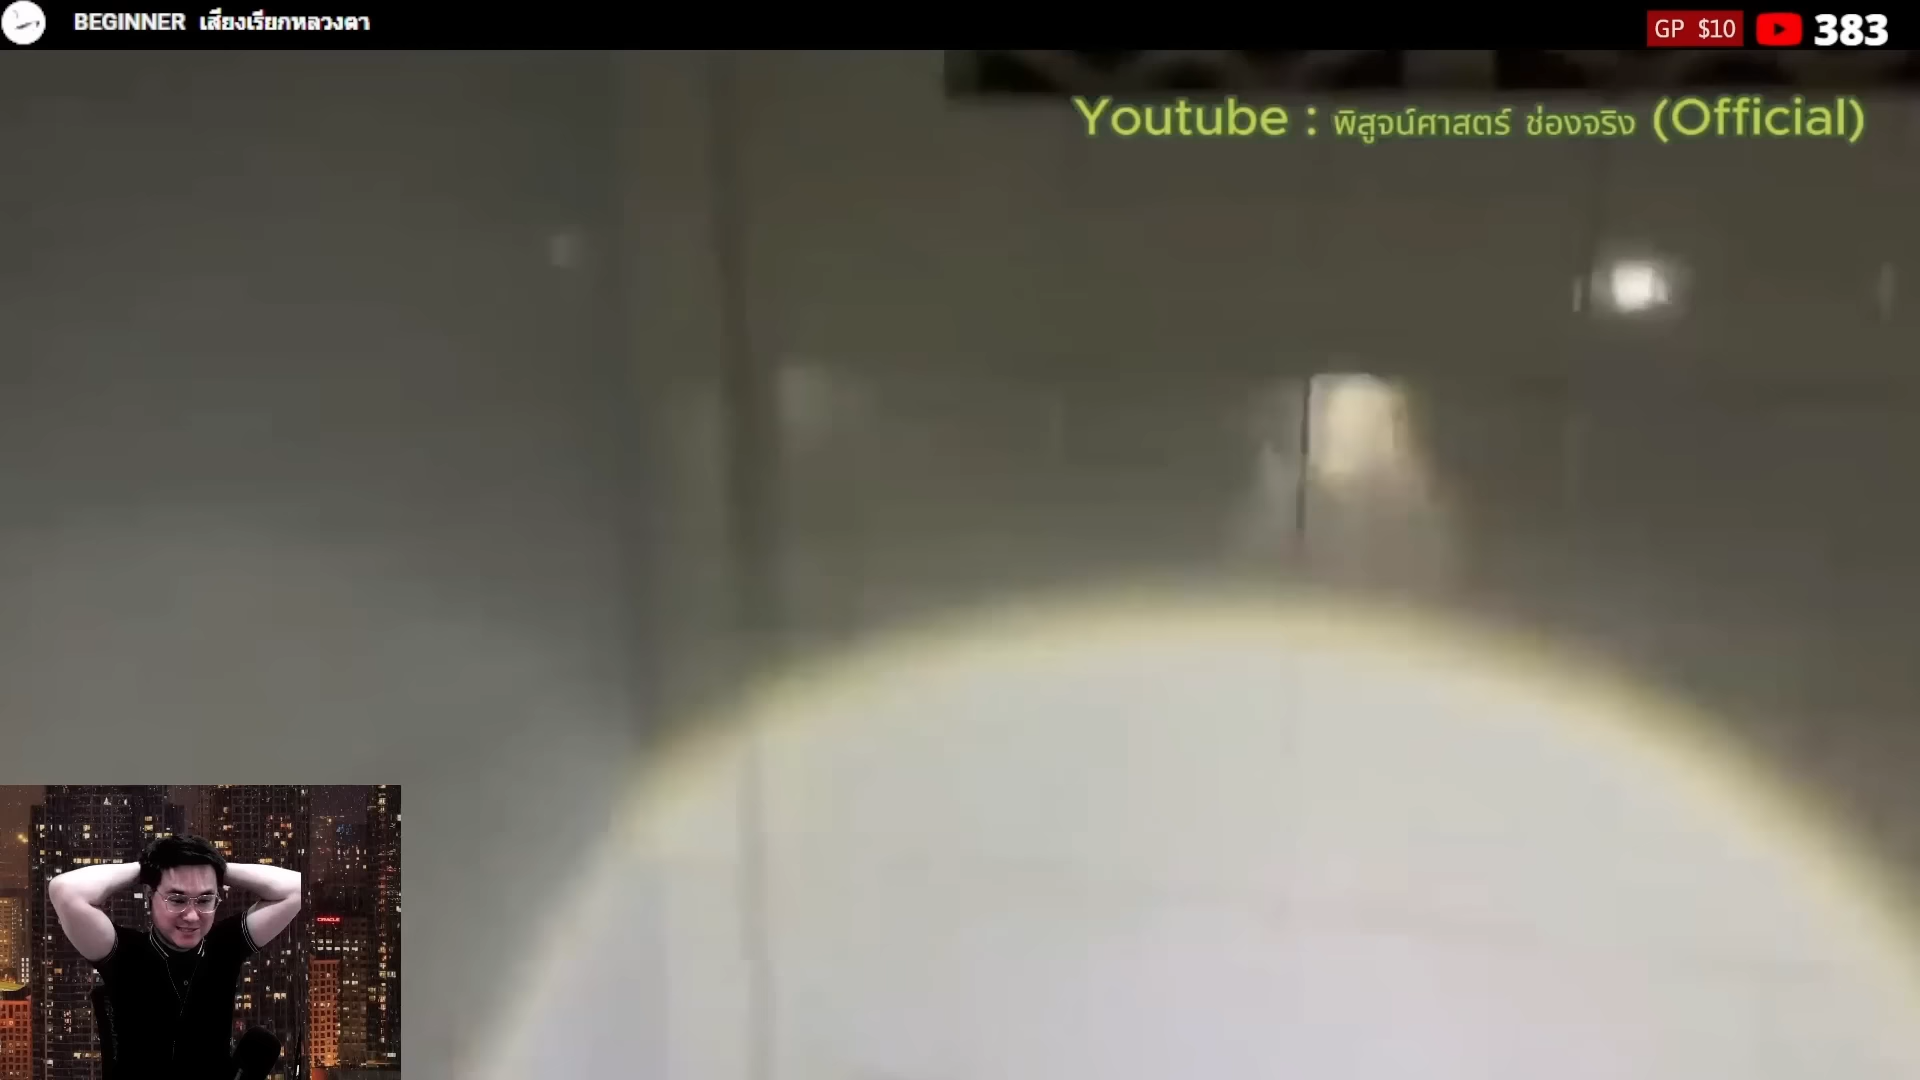 BEGINNER เสียงเรียกหลวงตา
GP $10 383
Youtube : พิสูจน์ศาสตร์ ช่องจริง (Official)
ORACLE